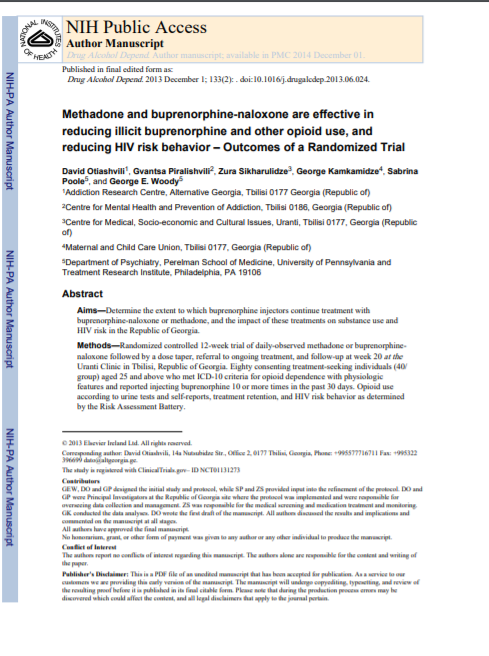 NATIONAL INSTITUTES OF HEALTH
NIH Public Access
Author Manuscript
Drug Alcohol Depend. Author manuscript; available in PMC 2014 December 01.
Published in final edited form as:
Drug Alcohol Depend. 2013 December 1; 133(2): . doi:10.1016/j.drugalcdep.2013.06.024.
NIH-PA Author Manuscript
NIH-PA Author Manuscript
NIH-PA Author Manuscript
Methadone and buprenorphine-naloxone are effective in
reducing illicit buprenorphine and other opioid use, and
reducing HIV risk behavior – Outcomes of a Randomized Trial
David Otiashvili1, Gvantsa Piralishvili2, Zura Sikharulidze3, George Kamkamidze4, Sabrina
Poole5, and George E. Woody5
1Addiction Research Centre, Alternative Georgia, Tbilisi 0177 Georgia (Republic of)
2Centre for Mental Health and Prevention of Addiction, Tbilisi 0186, Georgia (Republic of)
3Centre for Medical, Socio-economic and Cultural Issues, Uranti, Tbilisi 0177, Georgia (Republic
of)
4Maternal and Child Care Union, Tbilisi 0177, Georgia (Republic of)
5Department of Psychiatry, Perelman School of Medicine, University of Pennsylvania and
Treatment Research Institute, Philadelphia, PA 19106
Abstract
Aims—Determine the extent to which buprenorphine injectors continue treatment with
buprenorphine-naloxone or methadone, and the impact of these treatments on substance use and
HIV risk in the Republic of Georgia.
Methods—Randomized controlled 12-week trial of daily-observed methadone or buprenorphine-
naloxone followed by a dose taper, referral to ongoing treatment, and follow-up at week 20 at the
Uranti Clinic in Tbilisi, Republic of Georgia. Eighty consenting treatment-seeking individuals (40/
group) aged 25 and above who met ICD-10 criteria for opioid dependence with physiologic
features and reported injecting buprenorphine 10 or more times in the past 30 days. Opioid use
according to urine tests and self-reports, treatment retention, and HIV risk behavior as determined
by the Risk Assessment Battery.
© 2013 Elsevier Ireland Ltd. All rights reserved.
Corresponding author: David Otiashvili, 14a Nutsubidze Str., Office 2, 0177 Tbilisi, Georgia, Phone: +995577716711 Fax: +995322
396699 dato@altgeorgia.ge.
The study is registered with ClinicalTrials.gov– ID NCT01131273
Contributors
GEW, DO and GP designed the initial study and protocol, while SP and ZS provided input into the refinement of the protocol. DO and
GP were Principal Investigators at the Republic of Georgia site where the protocol was implemented and were responsible for
overseeing data collection and management. ZS was responsible for the medical screening and medication treatment and monitoring.
GK conducted the data analyses. DO wrote the first draft of the manuscript. All authors discussed the results and implications and
commented on the manuscript at all stages.
All authors have approved the final manuscript.
No honorarium, grant, or other form of payment was given to any author or any other individual to produce the manuscript.
Conflict of Interest
The authors report no conflicts of interest regarding this manuscript. The authors alone are responsible for the content and writing of
the paper.
Publisher's Disclaimer: This is a PDF file of an unedited manuscript that has been accepted for publication. As a service to our
customers we are providing this early version of the manuscript. The manuscript will undergo copyediting, typesetting, and review of
the resulting proof before it is published in its final citable form. Please note that during the production process errors may be
discovered which could affect the content, and all legal disclaimers that apply to the journal pertain.